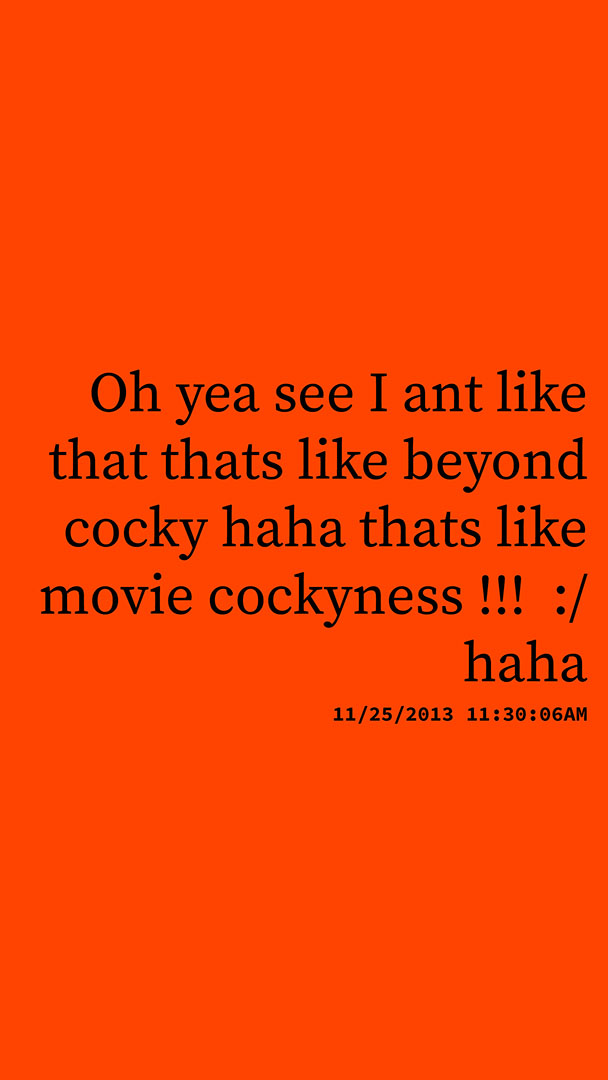 Oh yea see I ant like
that thats like beyond
cocky haha thats like
movie cockyness !!!  :/
haha
11/25/2013 11:30:06AM